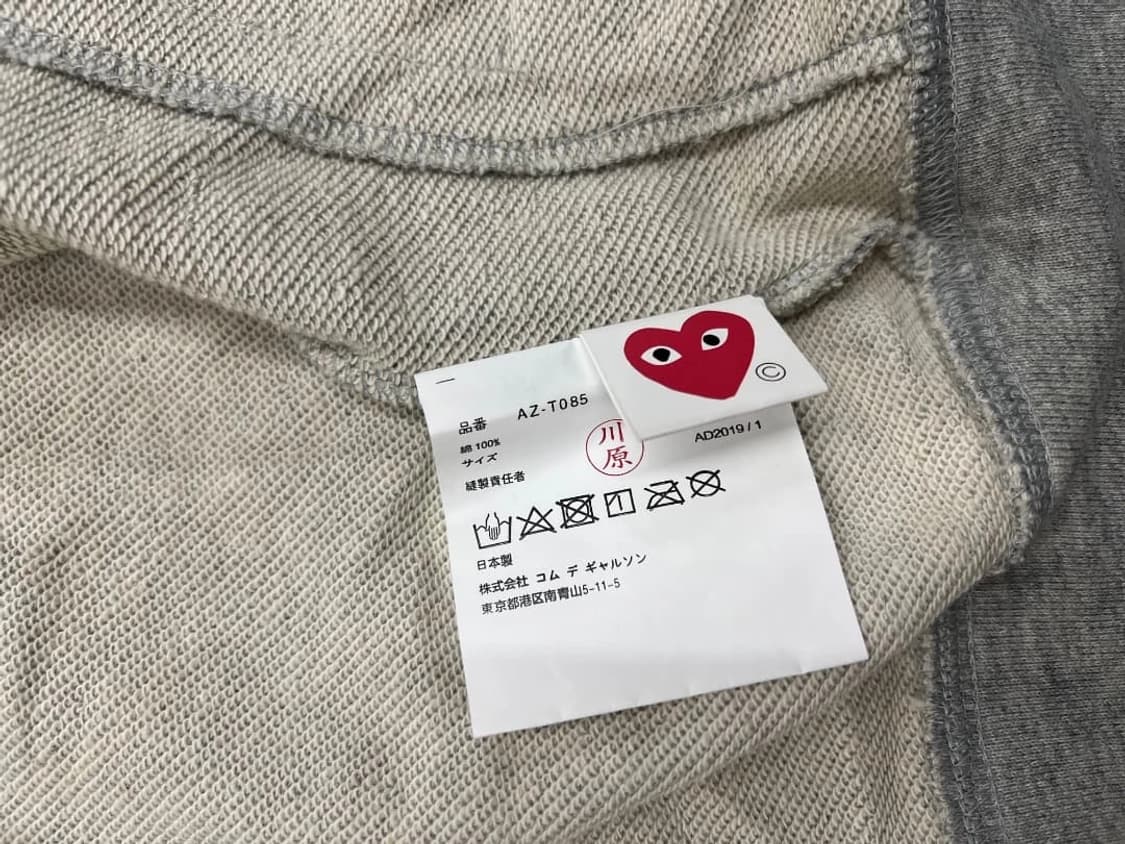 品番 AZ-T085
綿 100%
サイズ
縫製責任者
川原
AD2019 / 1
©
日本製
株式会社 コム デ ギャルソン
東京都港区南青山5-11-5